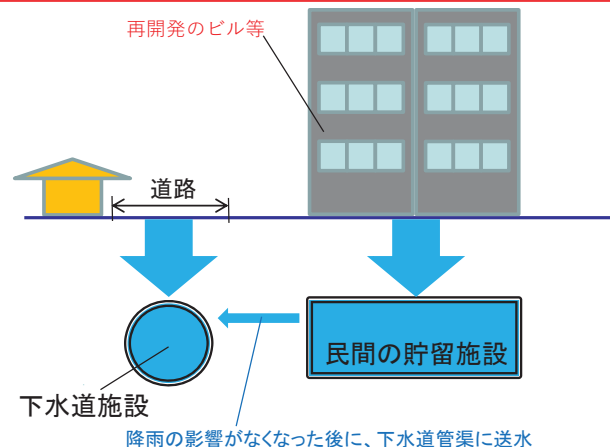 再開発のビル等
道路
民間の貯留施設
下水道施設
降雨の影響がなくなった後に、下水道管渠に送水